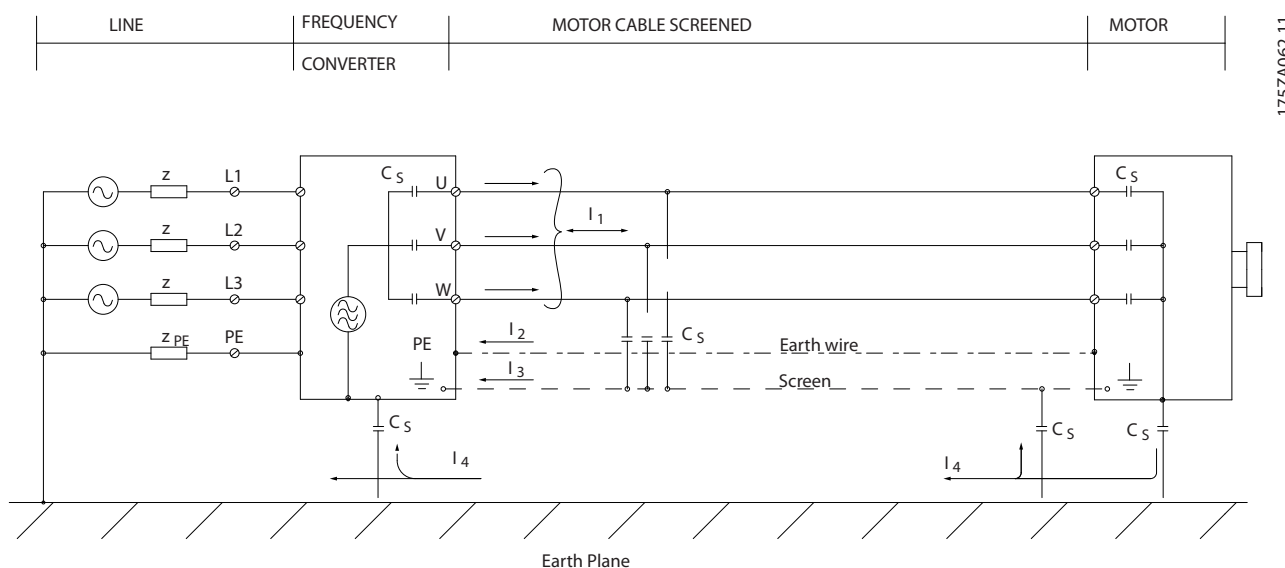 LINE
FREQUENCY
CONVERTER
MOTOR CABLE SCREENED
MOTOR
175ZA062.11
z
L1
C S
U
C S
I 1
z
L2
V
z
L3
W
C S
z PE
PE
PE
I 2
Earth wire
I 3
Screen
C S
I 4
I 4
C S
C S
Earth Plane